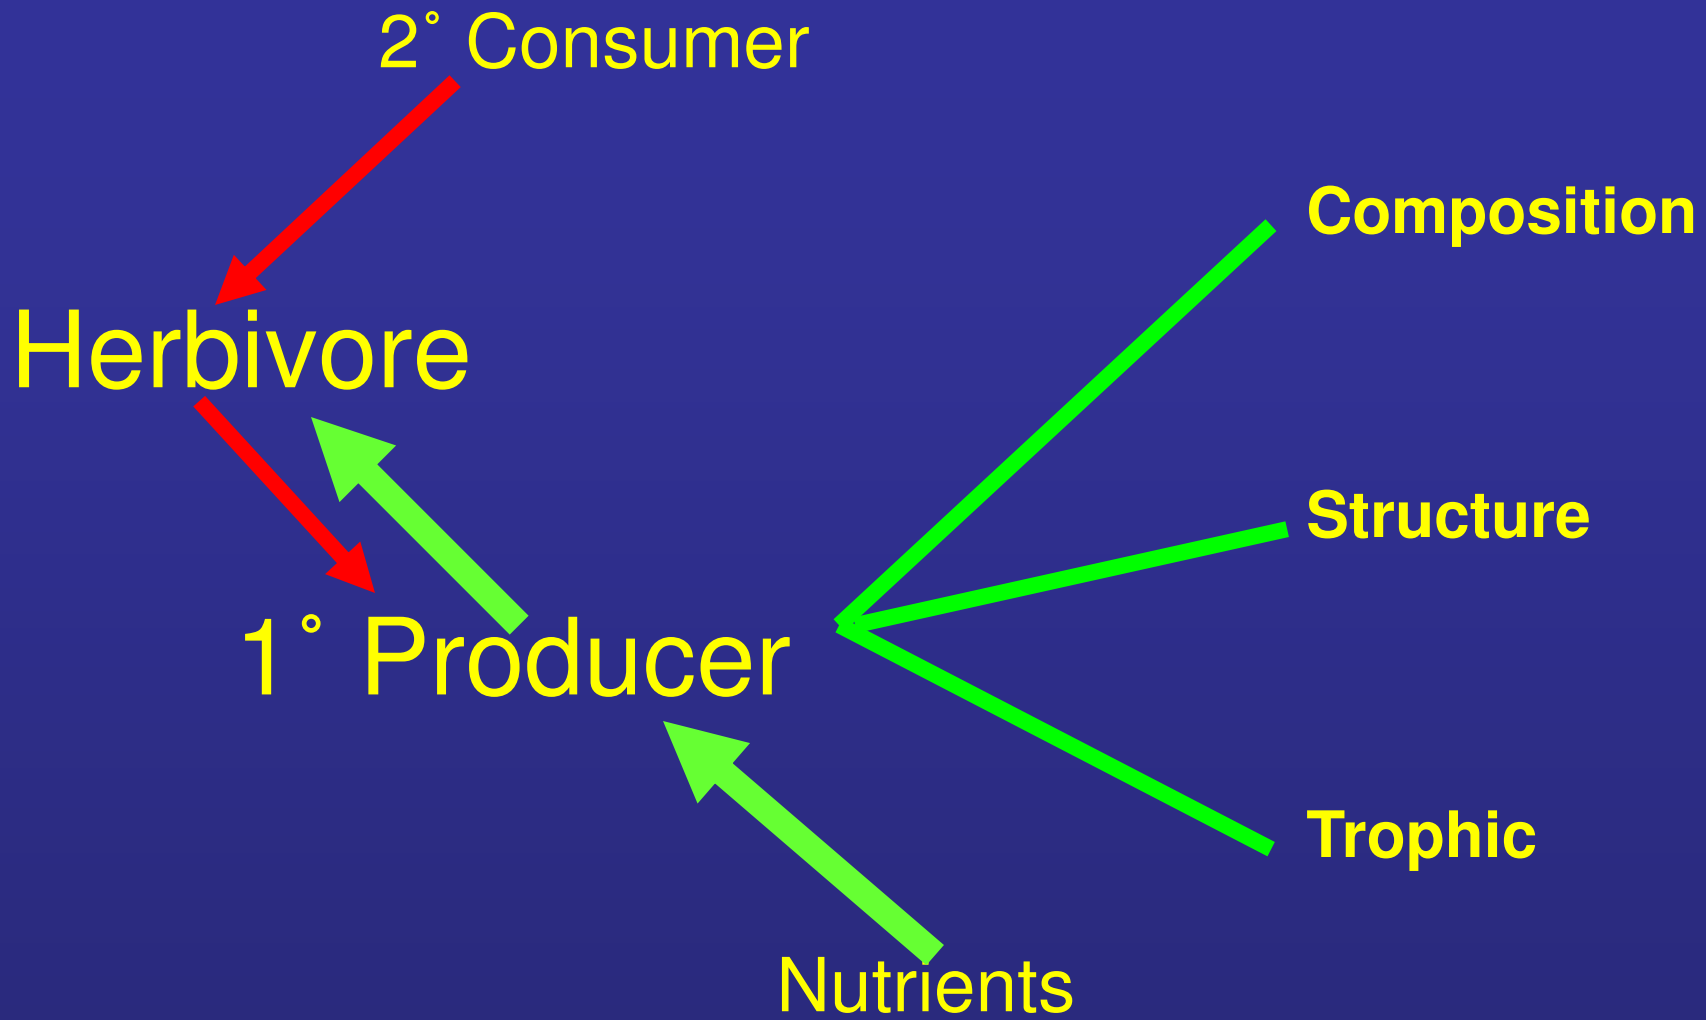 2° Consumer
Composition
Herbivore
Structure
1° Producer
Trophic
Nutrients